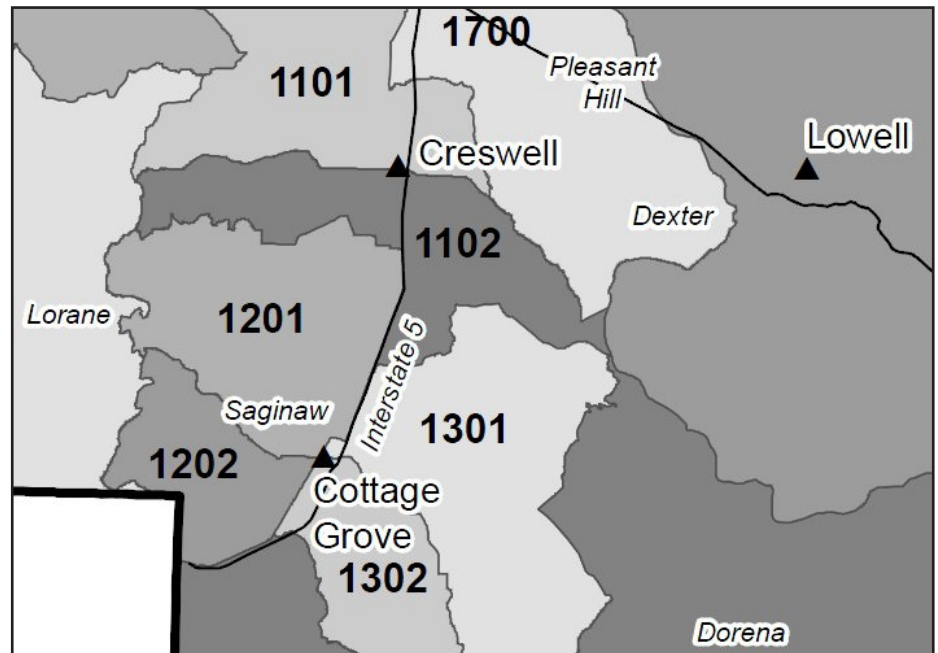 1700
Pleasant
Hill
1101
Lowell
Creswell
Dexter
1102
Lorane
1201
Interstate 5
Saginaw
1301
1202
Cottage
Grove
1302
Dorena